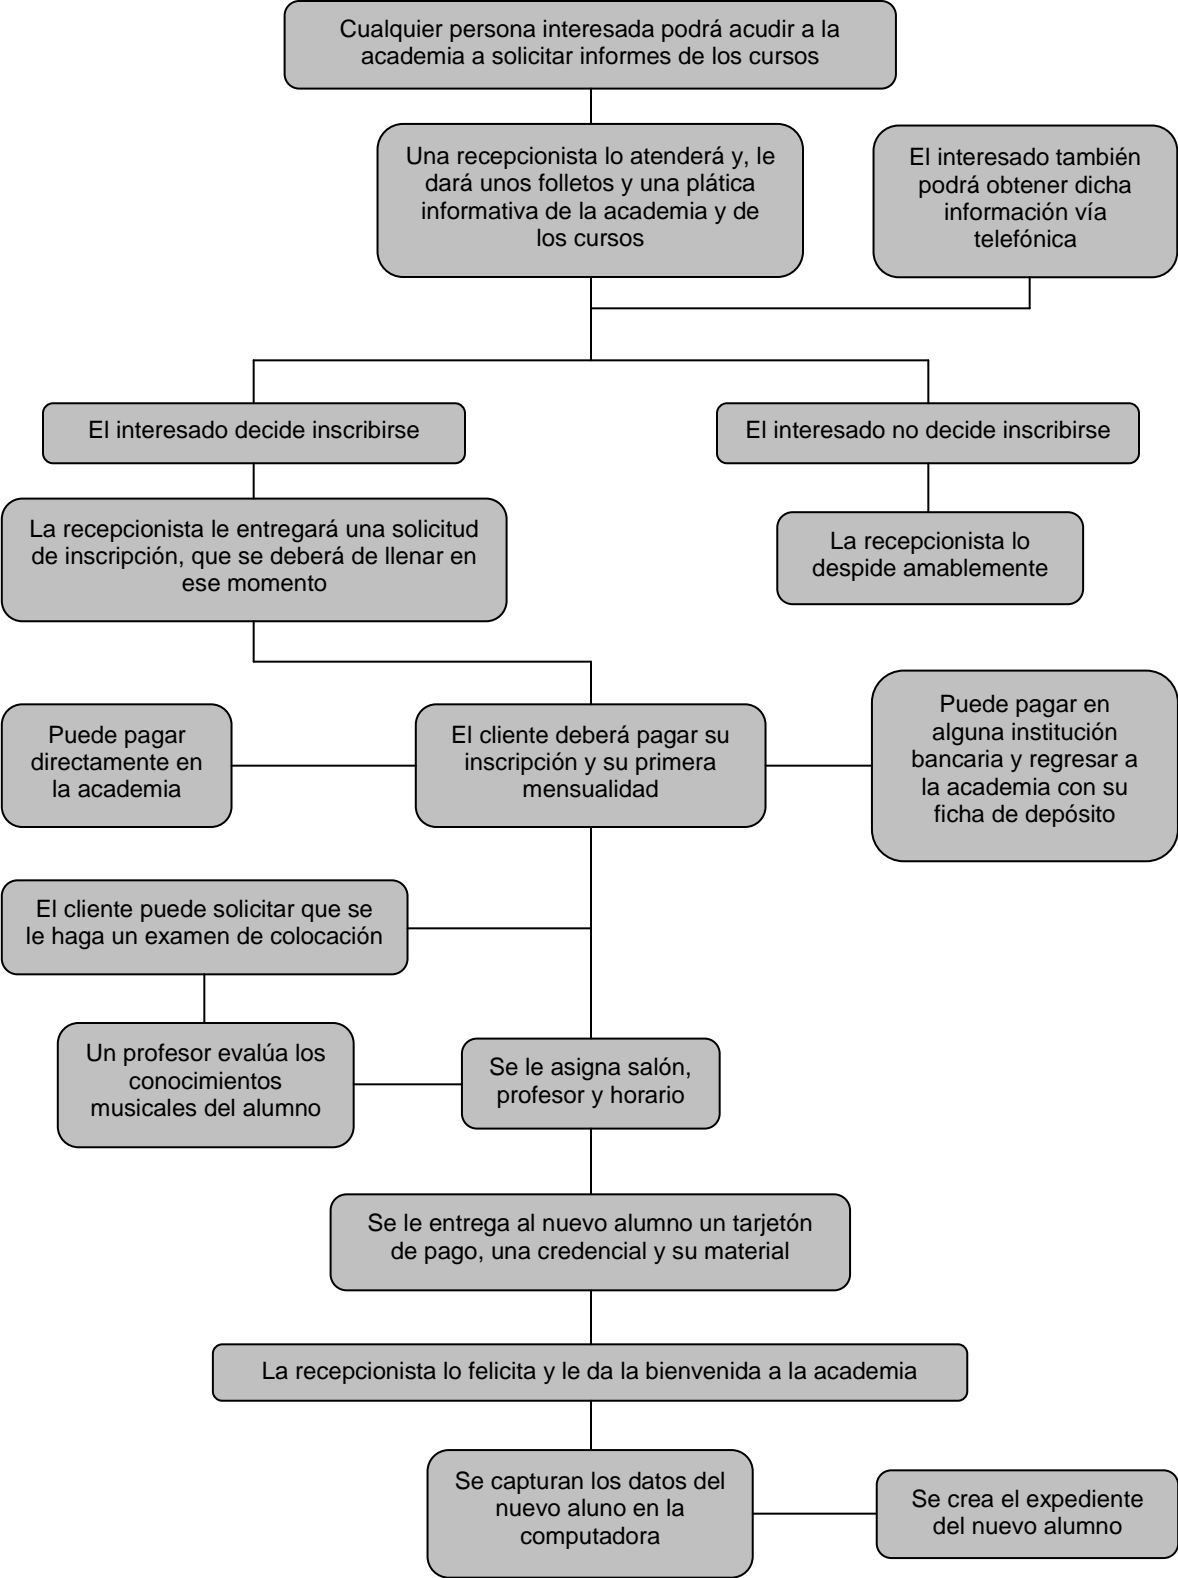 Cualquier persona interesada podrá acudir a la
academia a solicitar informes de los cursos
Una recepcionista lo atenderá y, le
dará unos folletos y una plática
informativa de la academia y de
los cursos
El interesado también
podrá obtener dicha
información vía
telefónica
El interesado decide inscribirse
El interesado no decide inscribirse
La recepcionista le entregará una solicitud
de inscripción, que se deberá de llenar en
ese momento
La recepcionista lo
despide amablemente
Puede pagar
directamente en
la academia
El cliente deberá pagar su
inscripción y su primera
mensualidad
Puede pagar en
alguna institución
bancaria y regresar a
la academia con su
ficha de depósito
El cliente puede solicitar que se
le haga un examen de colocación
Un profesor evalúa los
conocimientos
musicales del alumno
Se le asigna salón,
profesor y horario
Se le entrega al nuevo alumno un tarjetón
de pago, una credencial y su material
La recepcionista lo felicita y le da la bienvenida a la academia
Se capturan los datos del
nuevo aluno en la
computadora
Se crea el expediente
del nuevo alumno